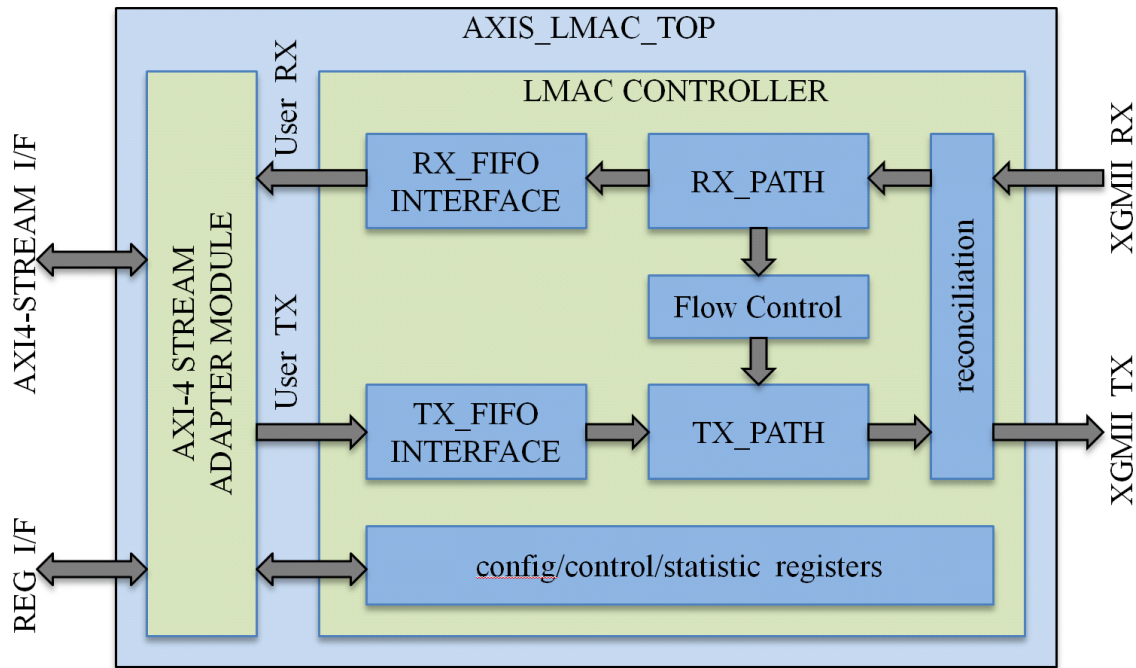 AXIS_LMAC_TOP
LMAC CONTROLLER
AXI4-STREAM I/F
REG I/F
AXI-4 STREAM
ADAPTER MODULE
User RX
User TX
RX_FIFO
INTERFACE
RX_PATH
Flow Control
TX_FIFO
INTERFACE
TX_PATH
reconciliation
config/control/statistic registers
XGMII RX
XGMII TX